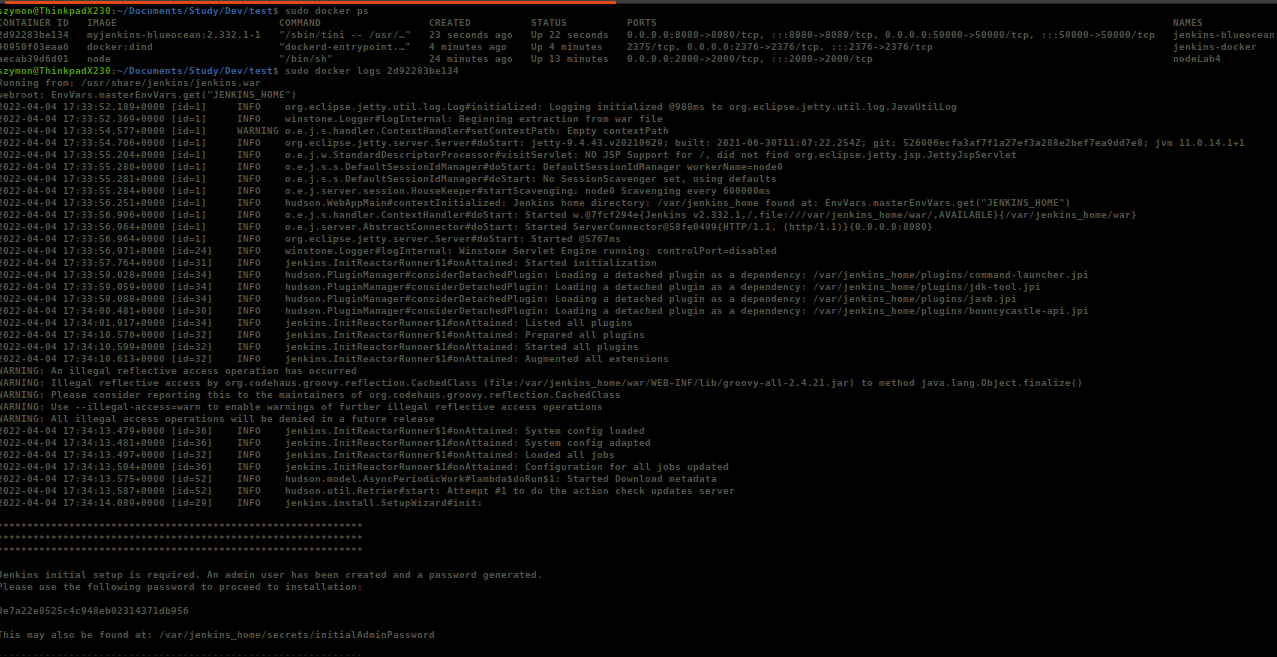 szymon@ThinkpadX230:~/Documents/Study/Dev/test$ sudo docker ps
CONTAINER ID   IMAGE                          COMMAND                  CREATED          STATUS          PORTS                                                                                      NAMES
2d92283be134   myjenkins-blueocean:2.332.1-1   "/sbin/tini -- /usr/…"   23 seconds ago   Up 22 seconds   0.0.0.0:8080->8080/tcp, :::8080->8080/tcp, 0.0.0.0:50000->50000/tcp, :::50000->50000/tcp   jenkins-blueocean
40950f03eaa6   docker:dind                     "dockerd-entrypoint.…"   4 minutes ago    Up 4 minutes    2375/tcp, 0.0.0.0:2376->2376/tcp, :::2376->2376/tcp                                        jenkins-docker
aecab39d6d01   node                            "/bin/sh"                24 minutes ago   Up 13 minutes   0.0.0.0:2000->2000/tcp, :::2000->2000/tcp                                                  nodeLab4
szymon@ThinkpadX230:~/Documents/Study/Dev/test$ sudo docker logs 2d92283be134
Running from: /usr/share/jenkins/jenkins.war
webroot: EnvVars.masterEnvVars.get("JENKINS_HOME")
2022-04-04 17:33:52.189+0000 [id=1]     INFO    org.eclipse.jetty.util.log.Log#initialized: Logging initialized @988ms to org.eclipse.jetty.util.log.JavaUtilLog
2022-04-04 17:33:52.369+0000 [id=1]     INFO    winstone.Logger#logInternal: Beginning extraction from war file
2022-04-04 17:33:54.577+0000 [id=1]     WARNING o.e.j.s.handler.ContextHandler#setContextPath: Empty contextPath
2022-04-04 17:33:54.706+0000 [id=1]     INFO    org.eclipse.jetty.server.Server#doStart: jetty-9.4.43.v20210629; built: 2021-06-30T11:07:22.254Z; git: 526006ecfa3af7f1a27ef3a288e2bef7ea9dd7e8; jvm 11.0.14.1+1
2022-04-04 17:33:55.204+0000 [id=1]     INFO    o.e.j.w.StandardDescriptorProcessor#visitServlet: NO JSP Support for /, did not find org.eclipse.jetty.jsp.JettyJspServlet
2022-04-04 17:33:55.280+0000 [id=1]     INFO    o.e.j.s.s.DefaultSessionIdManager#doStart: DefaultSessionIdManager workerName=node0
2022-04-04 17:33:55.281+0000 [id=1]     INFO    o.e.j.s.s.DefaultSessionIdManager#doStart: No SessionScavenger set, using defaults
2022-04-04 17:33:55.284+0000 [id=1]     INFO    o.e.j.server.session.HouseKeeper#startScavenging: node0 Scavenging every 600000ms
2022-04-04 17:33:56.251+0000 [id=1]     INFO    hudson.WebAppMain#contextInitialized: Jenkins home directory: /var/jenkins_home found at: EnvVars.masterEnvVars.get("JENKINS_HOME")
2022-04-04 17:33:56.906+0000 [id=1]     INFO    o.e.j.s.handler.ContextHandler#doStart: Started w.@7fcf294e{Jenkins v2.332.1,/,file:///var/jenkins_home/war/,AVAILABLE}{/var/jenkins_home/war}
2022-04-04 17:33:56.964+0000 [id=1]     INFO    o.e.j.server.AbstractConnector#doStart: Started ServerConnector@58fe0499{HTTP/1.1, (http/1.1)}{0.0.0.0:8080}
2022-04-04 17:33:56.964+0000 [id=1]     INFO    org.eclipse.jetty.server.Server#doStart: Started @5767ms
2022-04-04 17:33:56.971+0000 [id=24]    INFO    winstone.Logger#logInternal: Winstone Servlet Engine running: controlPort=disabled
2022-04-04 17:33:57.764+0000 [id=31]    INFO    jenkins.InitReactorRunner$1#onAttained: Started initialization
2022-04-04 17:33:59.028+0000 [id=34]    INFO    hudson.PluginManager#considerDetachedPlugin: Loading a detached plugin as a dependency: /var/jenkins_home/plugins/command-launcher.jpi
2022-04-04 17:33:59.059+0000 [id=34]    INFO    hudson.PluginManager#considerDetachedPlugin: Loading a detached plugin as a dependency: /var/jenkins_home/plugins/jdk-tool.jpi
2022-04-04 17:33:59.088+0000 [id=34]    INFO    hudson.PluginManager#considerDetachedPlugin: Loading a detached plugin as a dependency: /var/jenkins_home/plugins/jaxb.jpi
2022-04-04 17:34:00.481+0000 [id=30]    INFO    hudson.PluginManager#considerDetachedPlugin: Loading a detached plugin as a dependency: /var/jenkins_home/plugins/bouncycastle-api.jpi
2022-04-04 17:34:01.917+0000 [id=34]    INFO    jenkins.InitReactorRunner$1#onAttained: Listed all plugins
2022-04-04 17:34:10.570+0000 [id=32]    INFO    jenkins.InitReactorRunner$1#onAttained: Prepared all plugins
2022-04-04 17:34:10.599+0000 [id=32]    INFO    jenkins.InitReactorRunner$1#onAttained: Started all plugins
2022-04-04 17:34:10.613+0000 [id=32]    INFO    jenkins.InitReactorRunner$1#onAttained: Augmented all extensions
WARNING: An illegal reflective access operation has occurred
WARNING: Illegal reflective access by org.codehaus.groovy.reflection.CachedClass (file:/var/jenkins_home/war/WEB-INF/lib/groovy-all-2.4.21.jar) to method java.lang.Object.finalize()
WARNING: Please consider reporting this to the maintainers of org.codehaus.groovy.reflection.CachedClass
WARNING: Use --illegal-access=warn to enable warnings of further illegal reflective access operations
WARNING: All illegal access operations will be denied in a future release
2022-04-04 17:34:13.479+0000 [id=36]    INFO    jenkins.InitReactorRunner$1#onAttained: System config loaded
2022-04-04 17:34:13.481+0000 [id=36]    INFO    jenkins.InitReactorRunner$1#onAttained: System config adapted
2022-04-04 17:34:13.497+0000 [id=32]    INFO    jenkins.InitReactorRunner$1#onAttained: Loaded all jobs
2022-04-04 17:34:13.504+0000 [id=36]    INFO    jenkins.InitReactorRunner$1#onAttained: Configuration for all jobs updated
2022-04-04 17:34:13.575+0000 [id=52]    INFO    hudson.model.AsyncPeriodicWork#lambda$doRun$1: Started Download metadata
2022-04-04 17:34:13.587+0000 [id=52]    INFO    hudson.util.Retrier#start: Attempt #1 to do the action check updates server
2022-04-04 17:34:14.089+0000 [id=29]    INFO    jenkins.install.SetupWizard#init:
*************************************************************
*************************************************************
*************************************************************
Jenkins initial setup is required. An admin user has been created and a password generated.
Please use the following password to proceed to installation:
0e7a22e8525c4c948eb02314371db956
This may also be found at: /var/jenkins_home/secrets/initialAdminPassword